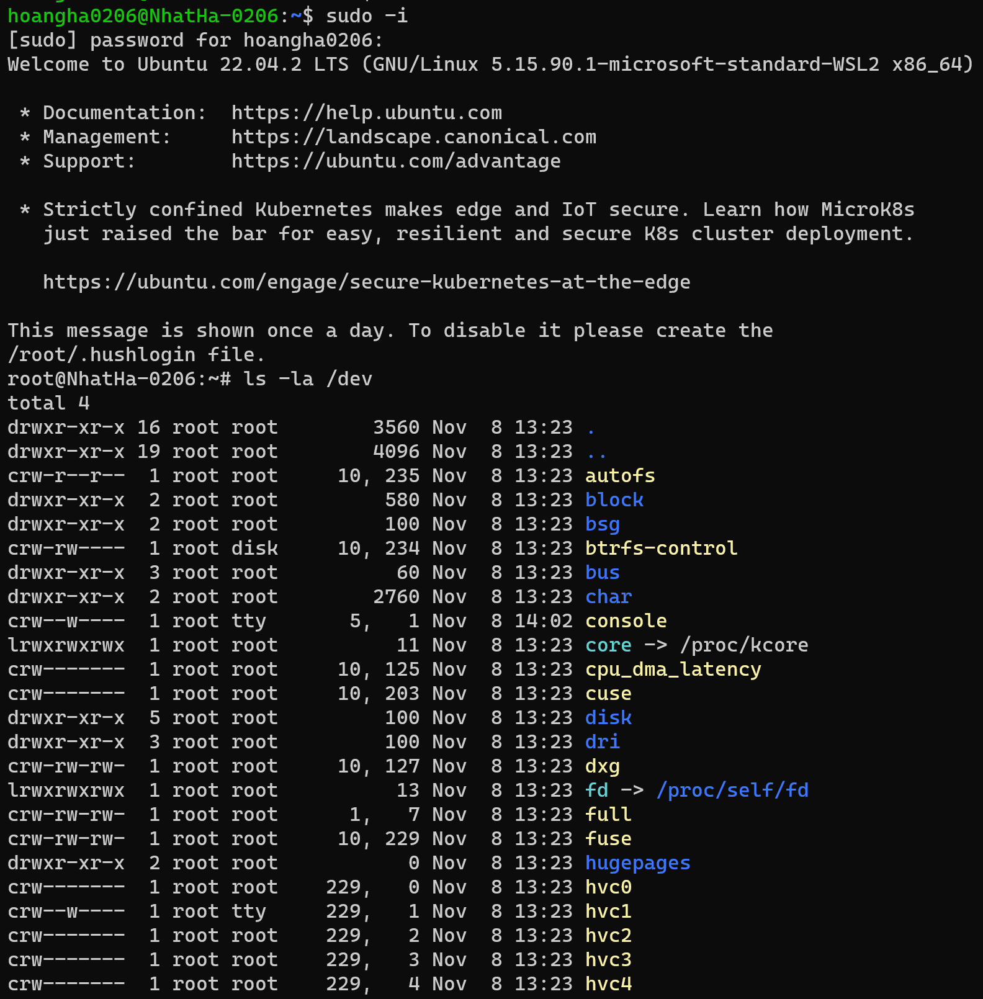 hoangha0206@NhatHa-0206:~$ sudo -i
[sudo] password for hoangha0206:
Welcome to Ubuntu 22.04.2 LTS (GNU/Linux 5.15.90.1-microsoft-standard-WSL2 x86_64)
 * Documentation:  https://help.ubuntu.com
 * Management:     https://landscape.canonical.com
 * Support:        https://ubuntu.com/advantage
 * Strictly confined Kubernetes makes edge and IoT secure. Learn how MicroK8s
   just raised the bar for easy, resilient and secure K8s cluster deployment.
   https://ubuntu.com/engage/secure-kubernetes-at-the-edge
This message is shown once a day. To disable it please create the
/root/.hushlogin file.
root@NhatHa-0206:~# ls -la /dev
total 4
drwxr-xr-x 16 root root        3560 Nov  8 13:23 .
drwxr-xr-x 19 root root        4096 Nov  8 13:23 ..
crw-r--r--  1 root root     10, 235 Nov  8 13:23 autofs
drwxr-xr-x  2 root root         580 Nov  8 13:23 block
drwxr-xr-x  2 root root         100 Nov  8 13:23 bsg
crw-rw----  1 root disk     10, 234 Nov  8 13:23 btrfs-control
drwxr-xr-x  3 root root          60 Nov  8 13:23 bus
drwxr-xr-x  2 root root        2760 Nov  8 13:23 char
crw--w----  1 root tty       5,   1 Nov  8 14:02 console
lrwxrwxrwx  1 root root          11 Nov  8 13:23 core -> /proc/kcore
crw-------  1 root root     10, 125 Nov  8 13:23 cpu_dma_latency
crw-------  1 root root     10, 203 Nov  8 13:23 cuse
drwxr-xr-x  5 root root         100 Nov  8 13:23 disk
drwxr-xr-x  3 root root         100 Nov  8 13:23 dri
crw-rw-rw-  1 root root     10, 127 Nov  8 13:23 dxg
lrwxrwxrwx  1 root root          13 Nov  8 13:23 fd -> /proc/self/fd
crw-rw-rw-  1 root root      1,   7 Nov  8 13:23 full
crw-rw-rw-  1 root root     10, 229 Nov  8 13:23 fuse
drwxr-xr-x  2 root root           0 Nov  8 13:23 hugepages
crw-------  1 root root    229,   0 Nov  8 13:23 hvc0
crw--w----  1 root tty     229,   1 Nov  8 13:23 hvc1
crw-------  1 root root    229,   2 Nov  8 13:23 hvc2
crw-------  1 root root    229,   3 Nov  8 13:23 hvc3
crw-------  1 root root    229,   4 Nov  8 13:23 hvc4